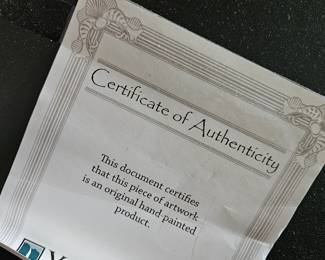 Certificate of Authenticity
This document certifies
that this piece of artwork
is an original hand painted
product.